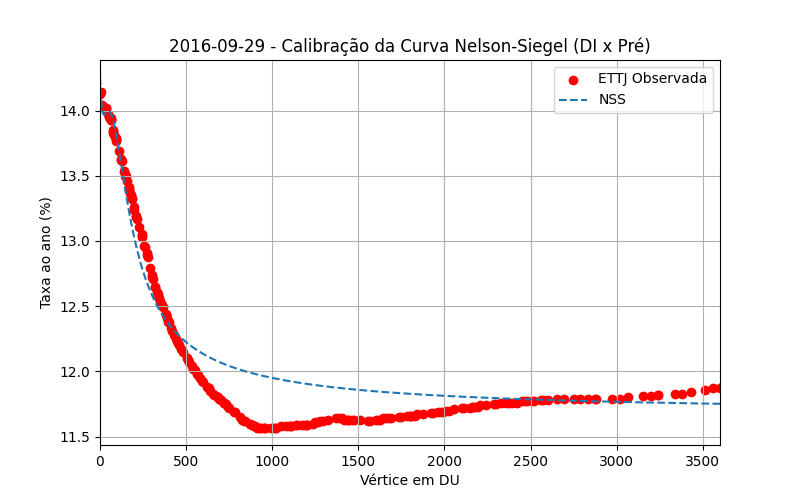 2016-09-29 - Calibração da Curva Nelson-Siegel (DI x Pré)
ETTJ Observada
NSS
Taxa ao ano (%)
14.0
13.5
13.0
12.5
12.0
11.5
0 500 1000 1500 2000 2500 3000 3500
Vértice em DU